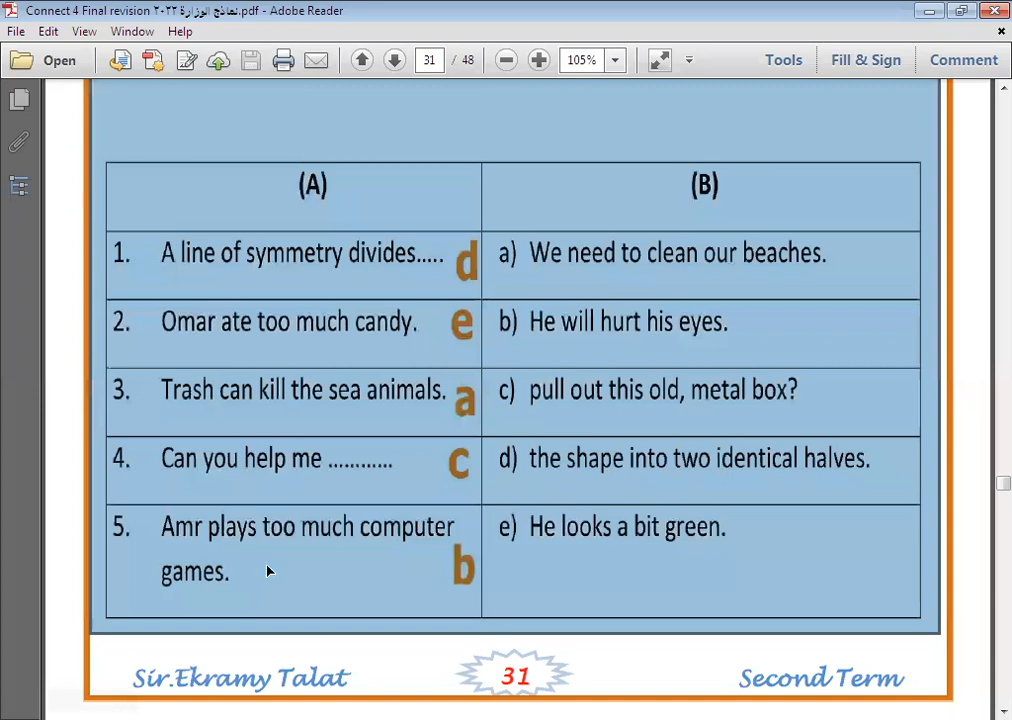 Connect 4 Final revision نماذج الوزارة ٢٠٢٢.pdf - Adobe Reader
File Edit View Window Help
Open 31 / 48 105% Tools Fill & Sign Comment
(A) (B)
1. A line of symmetry divides..... d a) We need to clean our beaches.
2. Omar ate too much candy. e b) He will hurt his eyes.
3. Trash can kill the sea animals. a c) pull out this old, metal box?
4. Can you help me ............ c d) the shape into two identical halves.
5. Amr plays too much computer e) He looks a bit green.
games. b
Sir.Ekramy Talat 31 Second Term